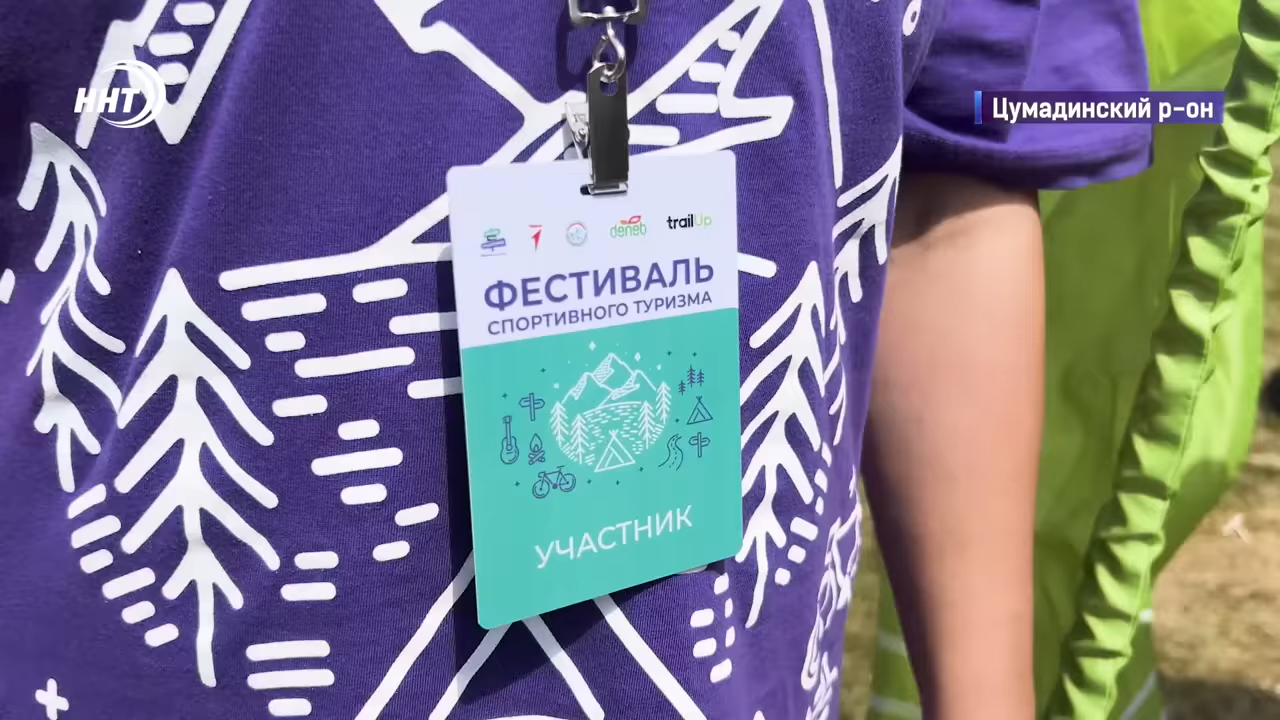 ННТ
Цумадинский р-он
deneb
trailUp
ФЕСТИВАЛЬ
СПОРТИВНОГО ТУРИЗМА
УЧАСТНИК